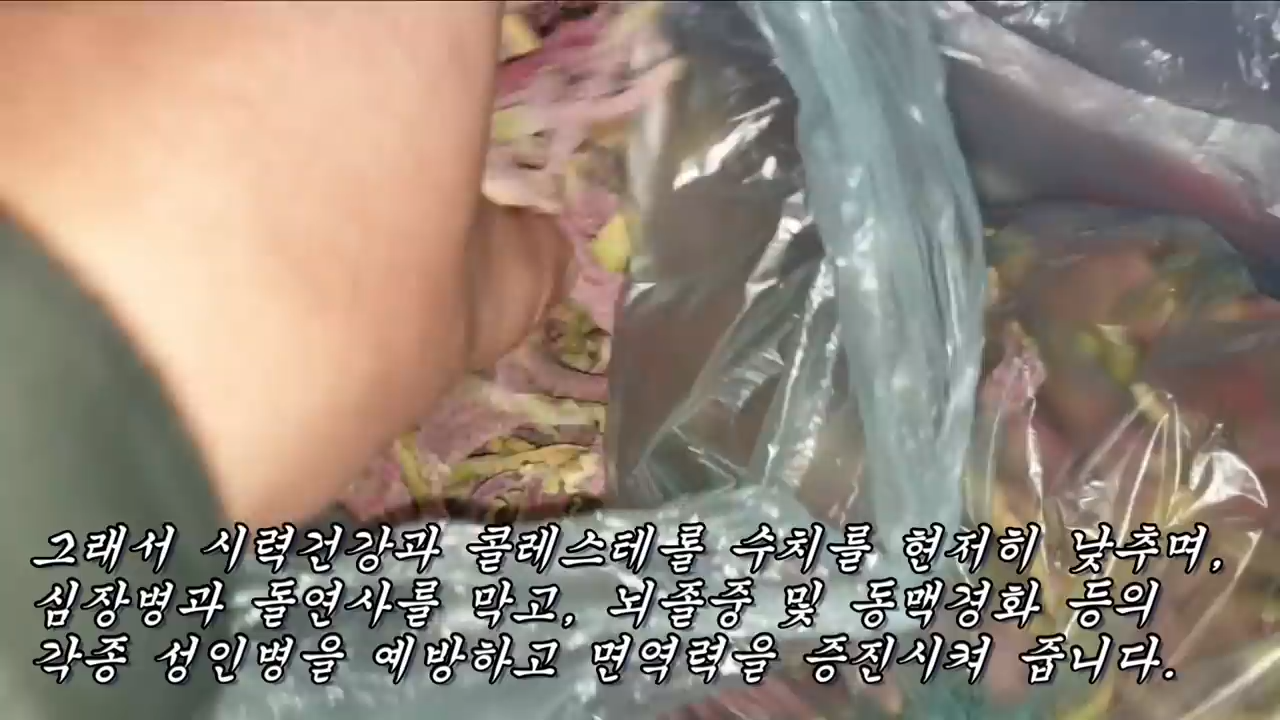 그래서 시력건강과 콜레스테롤 수치를 현저히 낮추며,
심장병과 돌연사를 막고, 뇌졸중 및 동맥경화 등의
각종 성인병을 예방하고 면역력을 증진시켜 줍니다.